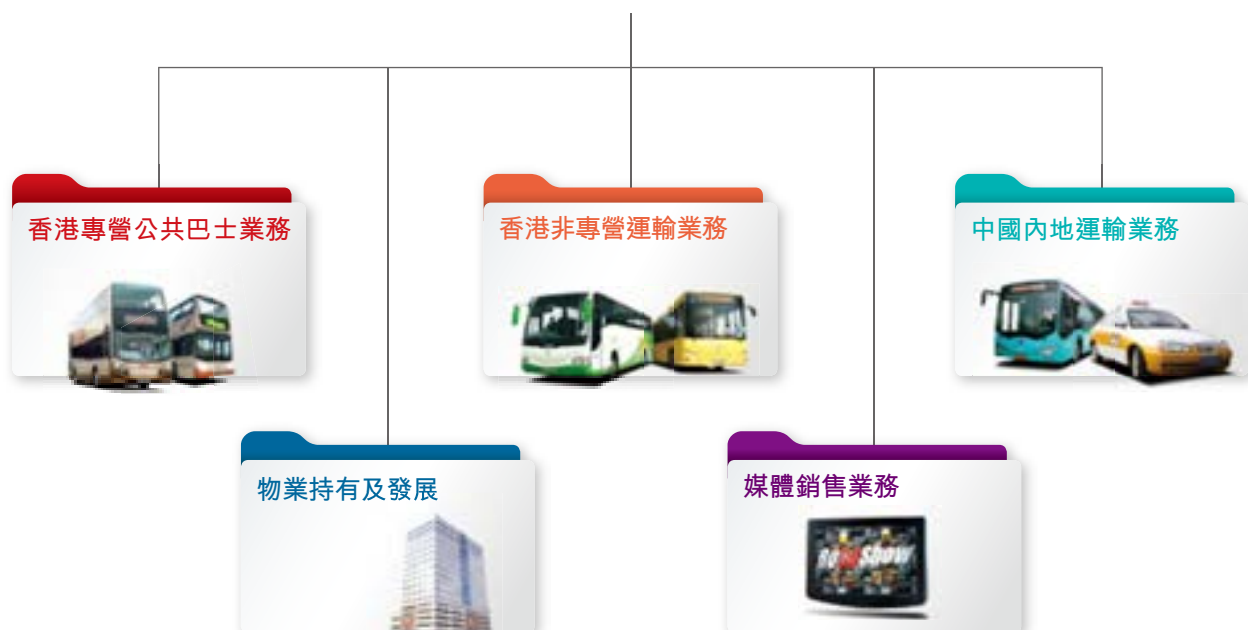 香港專營公共巴士業務
香港非專營運輸業務
中國內地運輸業務
物業持有及發展
媒體銷售業務
RoadShow